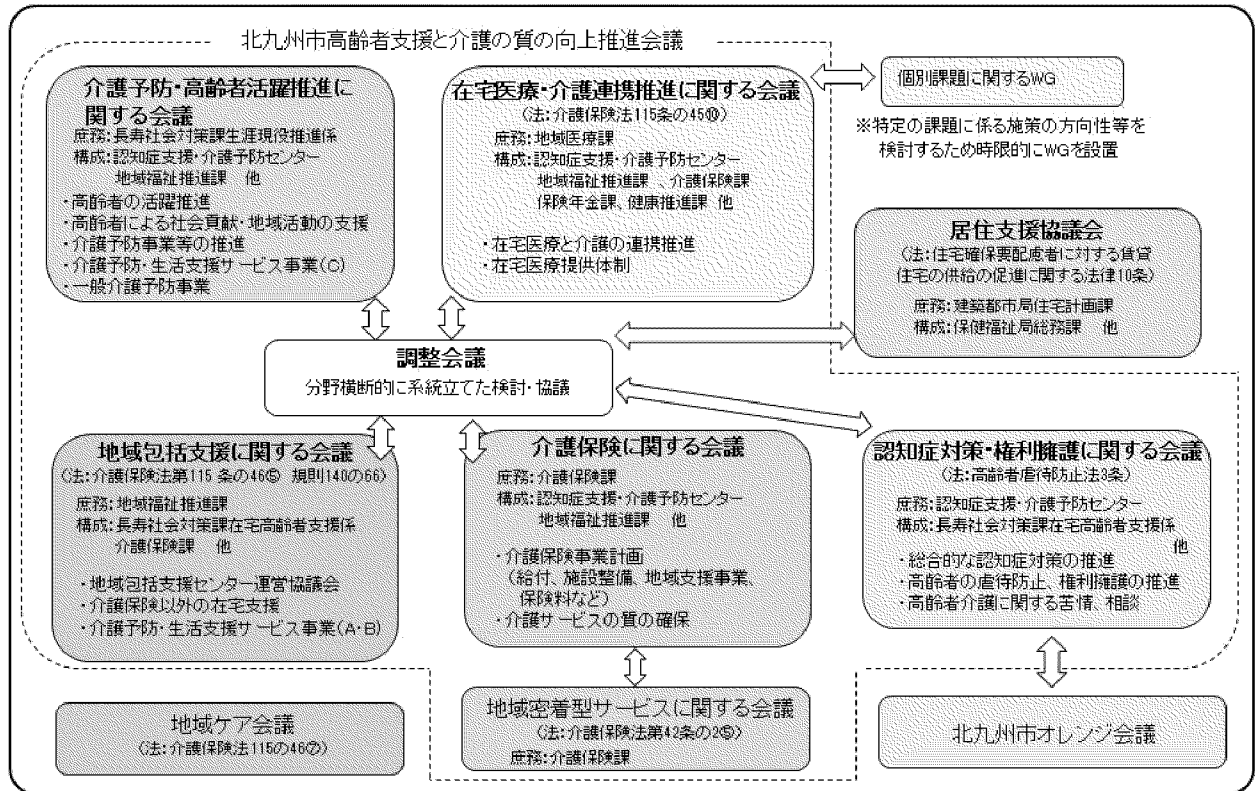 北九州市高齢者支援と介護の質の向上推進会議
介護予防・高齢者活躍推進に
関する会議
庶務:長寿社会対策課生涯現役推進係
構成:認知症支援・介護予防センター
地域福祉推進課 他
・高齢者の活躍推進
・高齢者による社会貢献・地域活動の支援
・介護予防事業等の推進
・介護予防・生活支援サービス事業(C)
・一般介護予防事業
在宅医療・介護連携推進に関する会議
(法:介護保険法115条の45⑩)
庶務:地域医療課
構成:認知症支援・介護予防センター
地域福祉推進課 、介護保険課
保険年金課、健康推進課 他
・在宅医療と介護の連携推進
・在宅医療提供体制
個別課題に関するWG
※特定の課題に係る施策の方向性等を
検討するため時限的にWGを設置
居住支援協議会
(法:住宅確保要配慮者に対する賃貸
住宅の供給の促進に関する法律10条)
庶務:建築都市局住宅計画課
構成:保健福祉局総務課 他
調整会議
分野横断的に系統立てた検討・協議
地域包括支援に関する会議
(法:介護保険法第115 条の46⑤ 規則140の66)
庶務:地域福祉推進課
構成:長寿社会対策課在宅高齢者支援係
介護保険課 他
・地域包括支援センター運営協議会
・介護保険以外の在宅支援
・介護予防・生活支援サービス事業(A・B)
介護保険に関する会議
庶務:介護保険課
構成:認知症支援・介護予防センター
地域福祉推進課 他
・介護保険事業計画
(給付、施設整備、地域支援事業、
保険料など)
・介護サービスの質の確保
認知症対策・権利擁護に関する会議
(法:高齢者虐待防止法3条)
庶務:認知症支援・介護予防センター
構成:長寿社会対策課在宅高齢者支援係
他
・総合的な認知症対策の推進
・高齢者の虐待防止、権利擁護の推進
・高齢者介護に関する苦情、相談
地域ケア会議
(法:介護保険法115の46⑦)
地域密着型サービスに関する会議
(法:介護保険法第42条の2⑤)
庶務:介護保険課
北九州市オレンジ会議